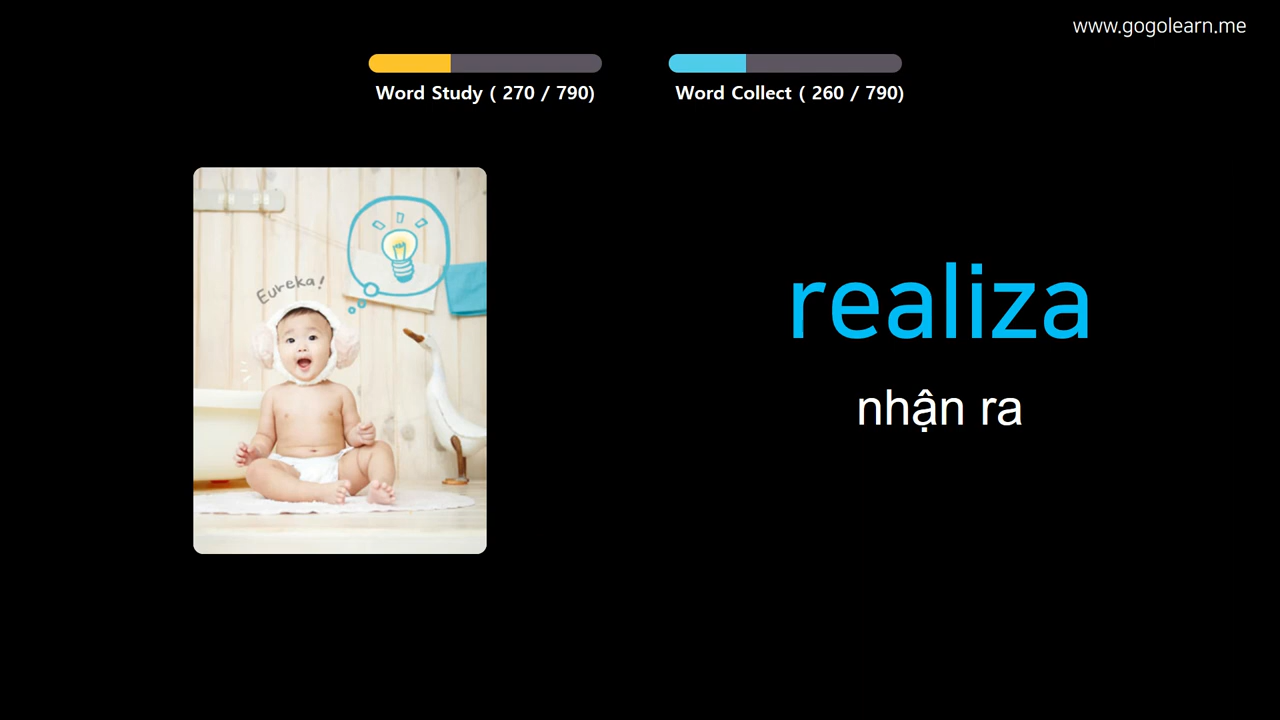 www.gogolearn.me
Word Study ( 270 / 790)
Word Collect ( 260 / 790)
Eureka!
realiza
nhận ra